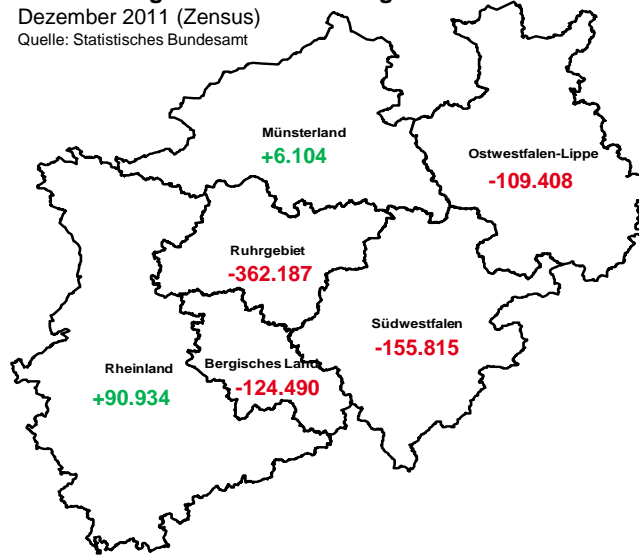 Dezember 2011 (Zensus)
Quelle: Statistisches Bundesamt
Münsterland
+6.104
Ostwestfalen-Lippe
-109.408
Ruhrgebiet
-362.187
Südwestfalen
-155.815
Rheinland
+90.934
Bergisches Land
-124.490